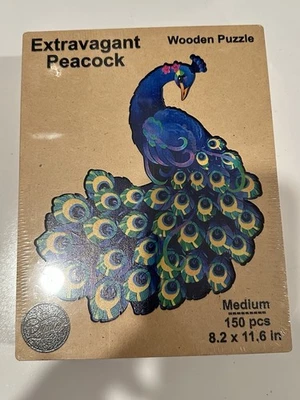 Extravagant
Peacock
Wooden Puzzle
Medium
150 pcs
8.2 x 11.6 in